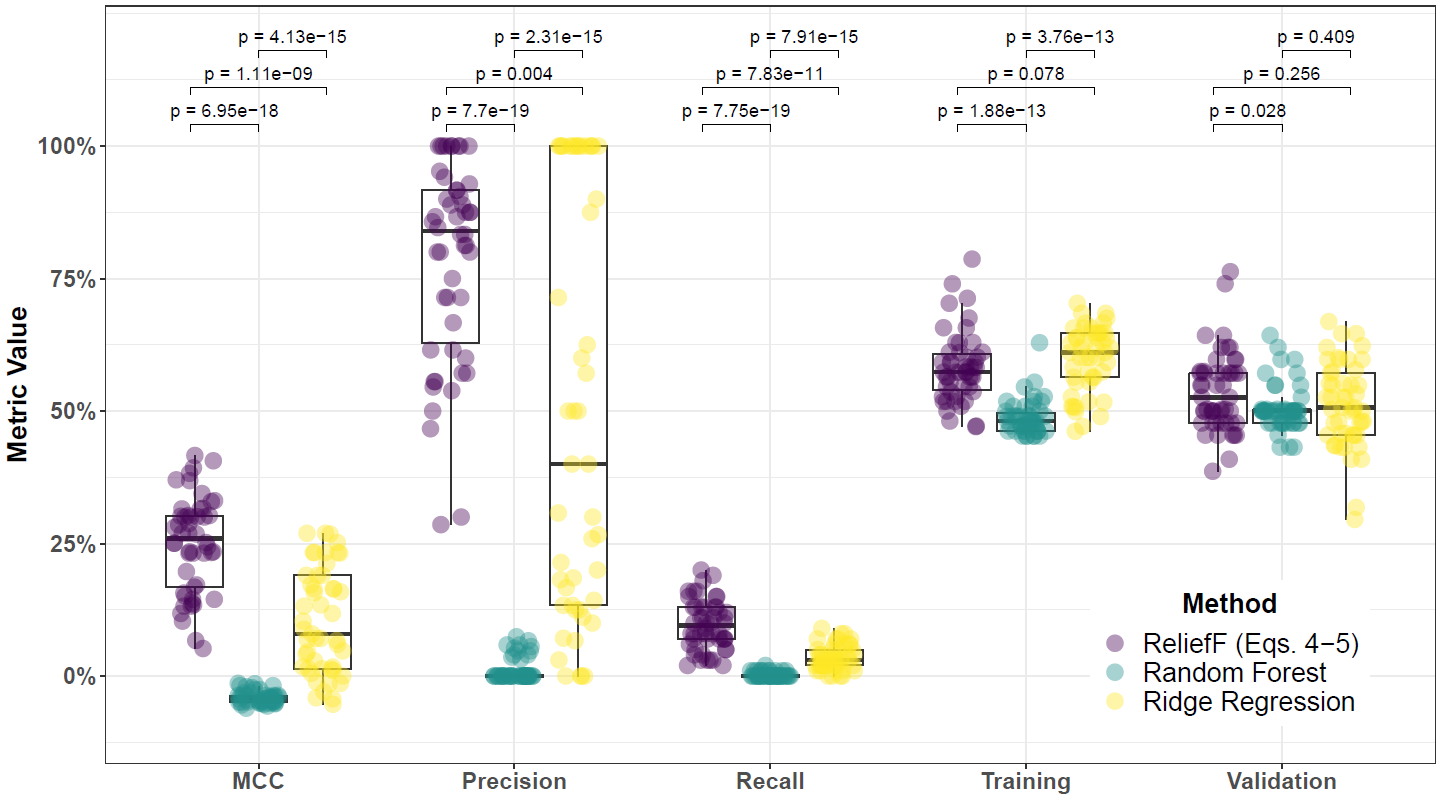 p = 4.13e−15
p = 2.31e−15
p = 7.91e−15
p = 3.76e−13
p = 0.409
p = 1.11e−09
p = 0.004
p = 7.83e−11
p = 0.078
p = 0.256
p = 6.95e−18
p = 7.7e−19
p = 7.75e−19
p = 1.88e−13
p = 0.028
100%
75%
50%
25%
0%
Metric Value
Method
ReliefF (Eqs. 4−5)
Random Forest
Ridge Regression
MCC
Precision
Recall
Training
Validation